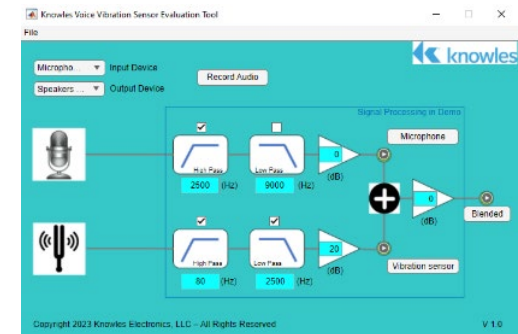 Knowles Voice Vibration Sensor Evaluation Tool
File
knowles
Micropho... Input Device
Speakers ... Output Device
Record Audio
Signal Processing in Demo
Microphone
High Pass
Low Pass
0
2500 (Hz)
9000 (Hz)
(dB)
0
(dB)
Blended
High Pass
Low Pass
20
80 (Hz)
2500 (Hz)
(dB)
Vibration sensor
Copyright 2023 Knowles Electronics, LLC – All Rights Reserved
V 1.0